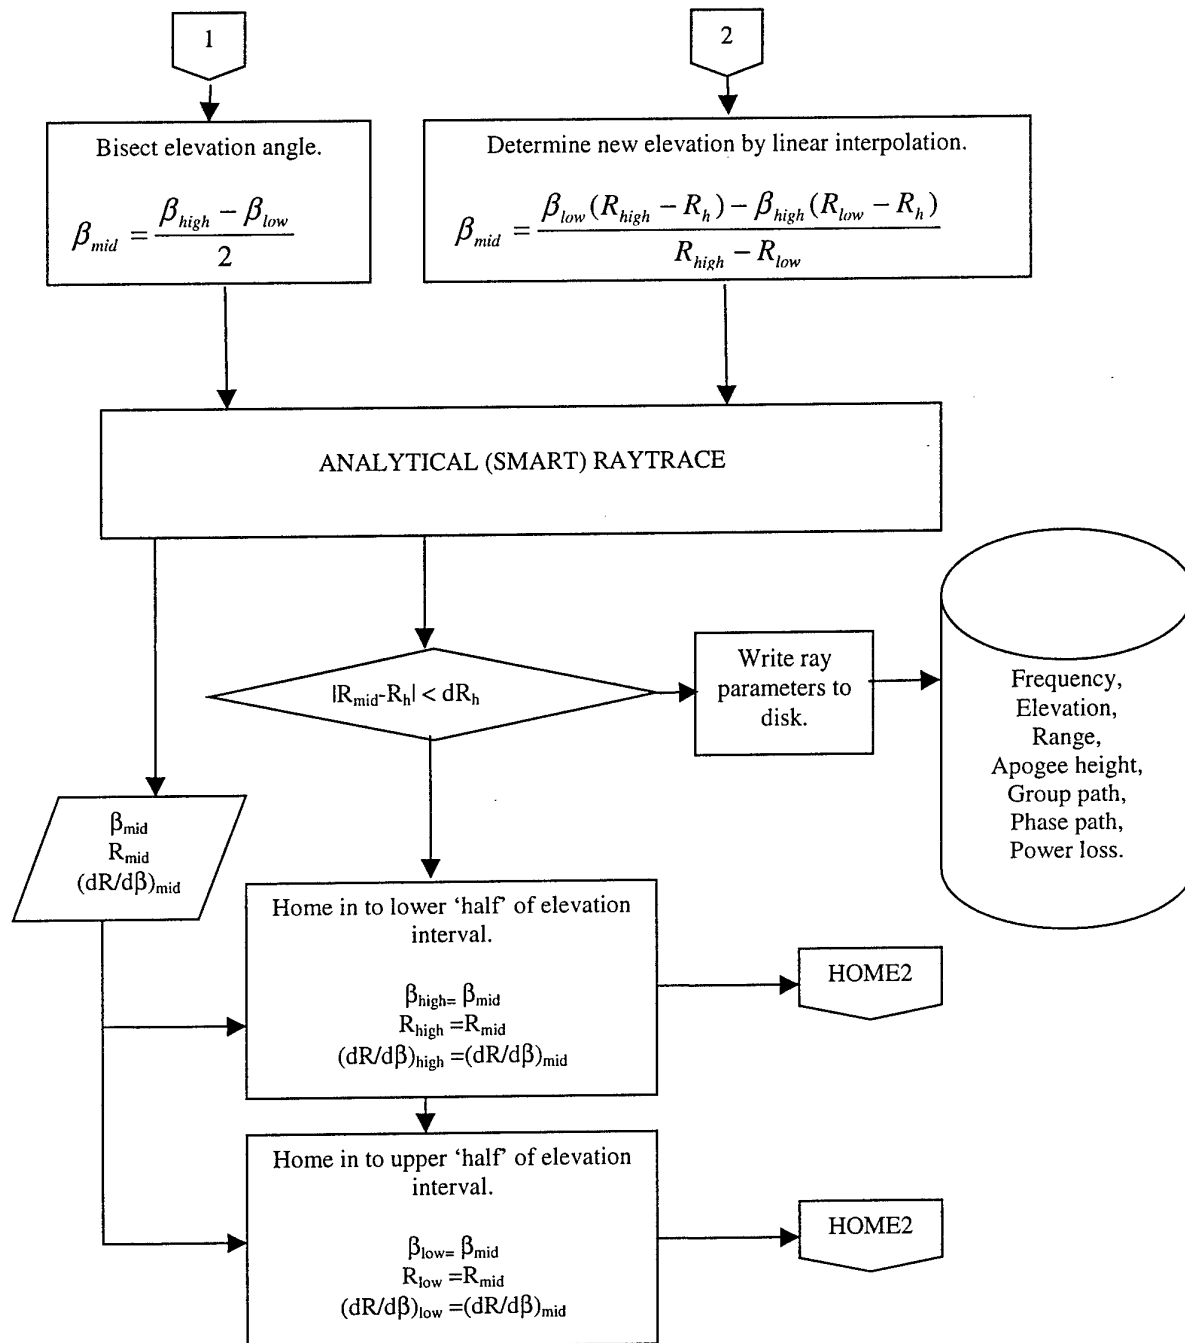 1
2
Bisect elevation angle.
β_mid = (β_high − β_low) / 2
Determine new elevation by linear interpolation.
β_mid = (β_low (R_high − R_h) − β_high (R_low − R_h)) / (R_high − R_low)
ANALYTICAL (SMART) RAYTRACE
|R_mid-R_h| < dR_h
Write ray
parameters to
disk.
Frequency,
Elevation,
Range,
Apogee height,
Group path,
Phase path,
Power loss.
β_mid
R_mid
(dR/dβ)_mid
Home in to lower ‘half’ of elevation
interval.
β_high= β_mid
R_high =R_mid
(dR/dβ)_high =(dR/dβ)_mid
HOME2
Home in to upper ‘half’ of elevation
interval.
β_low= β_mid
R_low =R_mid
(dR/dβ)_low =(dR/dβ)_mid
HOME2